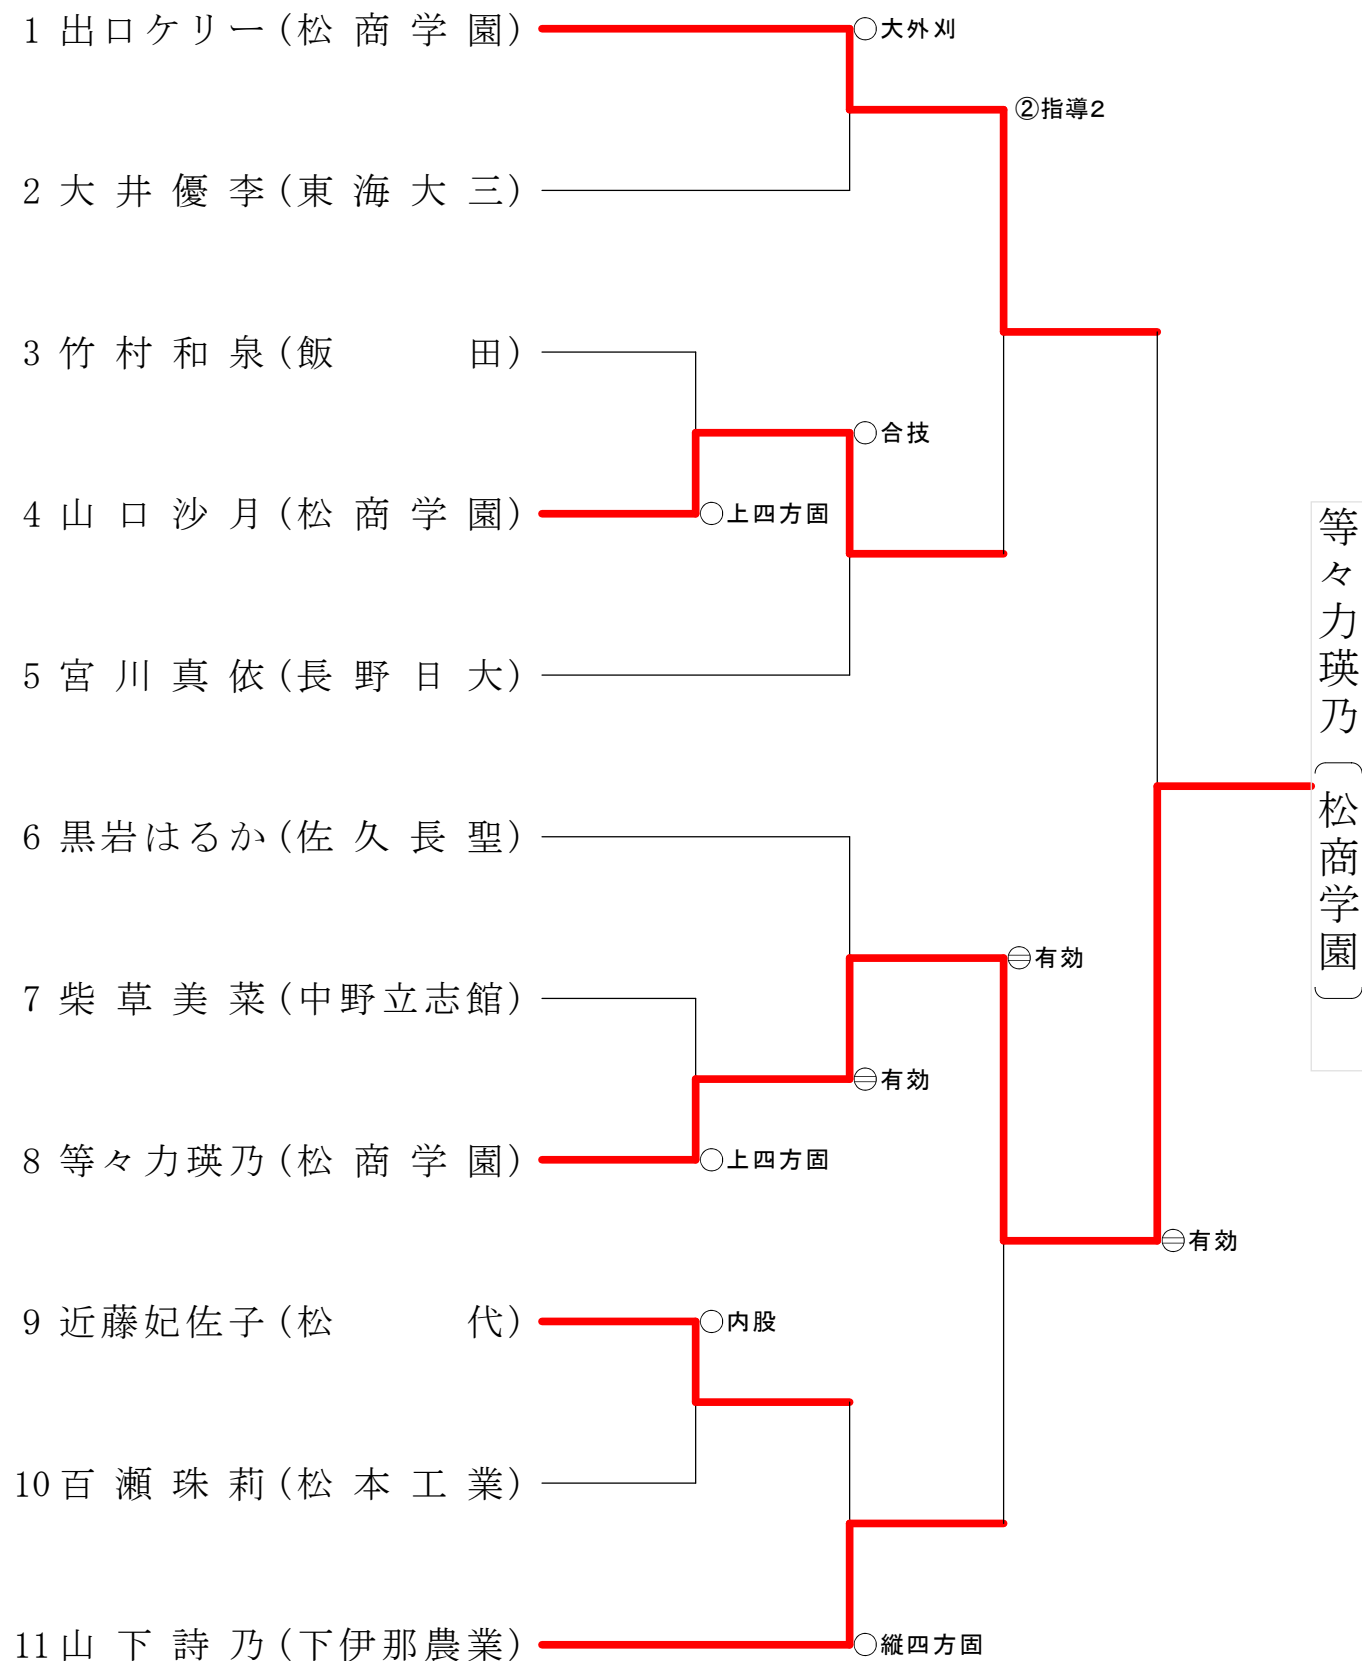 1 出口ケリー(松商学園)
○大外刈
②指導2
2 大井優李(東海大三)
3 竹村和泉(飯田)
○合技
4 山口沙月(松商学園)
○上四方固
5 宮川真依(長野日大)
6 黒岩はるか(佐久長聖)
○有効
7 柴草美菜(中野立志館)
○有効
8 等々力瑛乃(松商学園)
○上四方固
○有効
9 近藤妃佐子(松代)
○内股
10 百瀬珠莉(松本工業)
11 山下詩乃(下伊那農業)
○縦四方固
等々力瑛乃(松商学園)